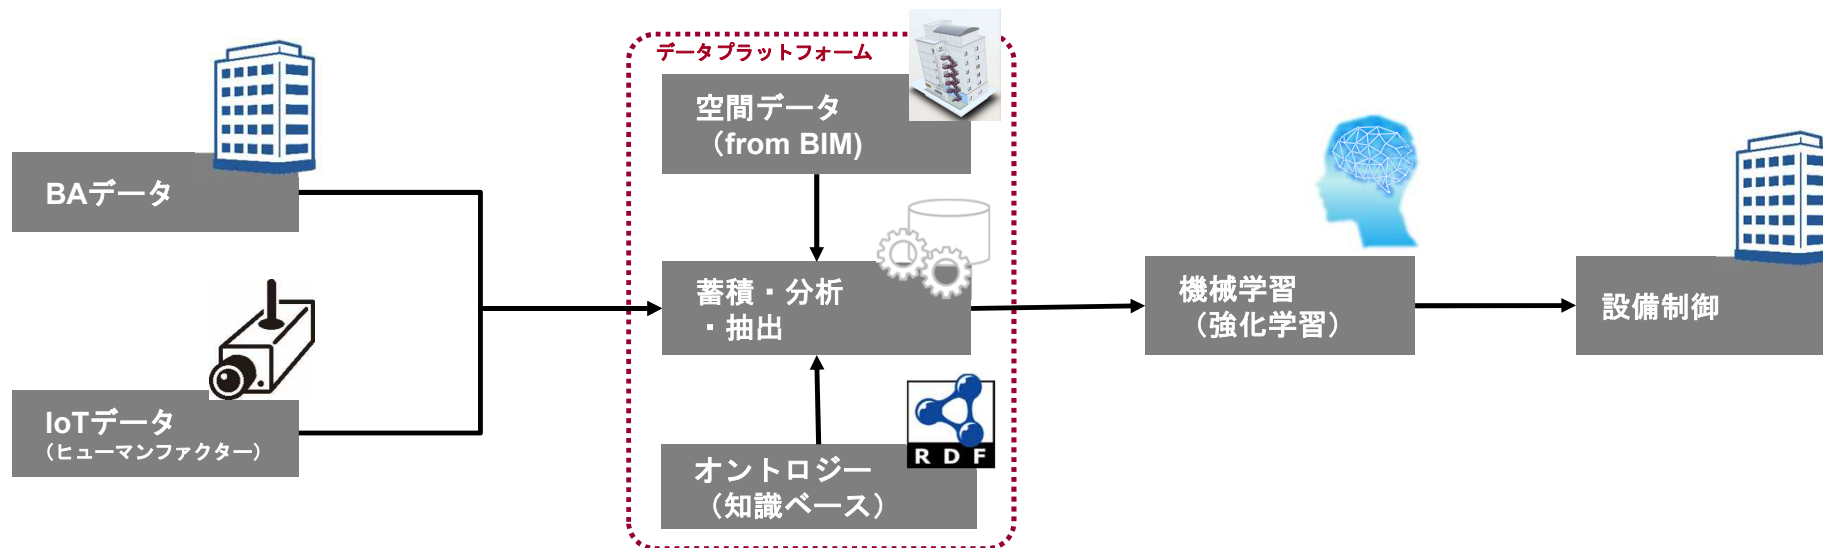 データプラットフォーム
空間データ
（from BIM)
BAデータ
蓄積・分析
・抽出
機械学習
（強化学習）
設備制御
IoTデータ
（ヒューマンファクター）
RDF
オントロジー
（知識ベース）